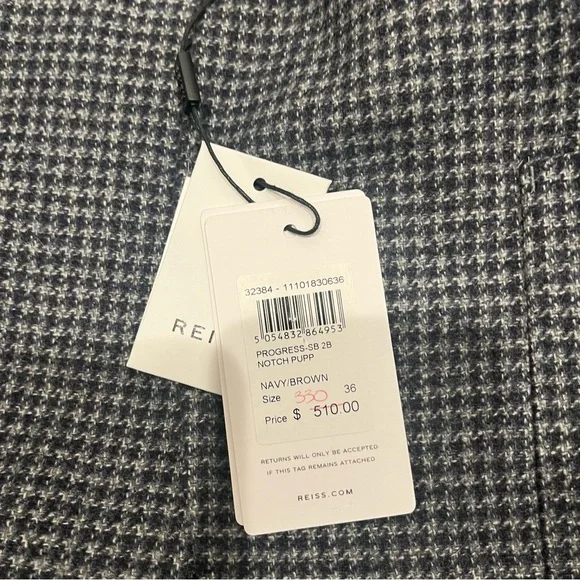 REIS
32384 - 11101830636
5 054832 864953
PROGRESS-SB 2B
NOTCH PUPP
NAVY/BROWN
Size 330 36
Price $ 510.00
RETURNS WILL ONLY BE ACCEPTED
IF THIS TAG REMAINS ATTACHED
REISS.COM